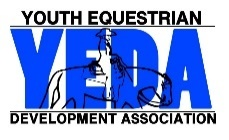 YOUTH EQUESTRIAN
YEDA
DEVELOPMENT ASSOCIATION